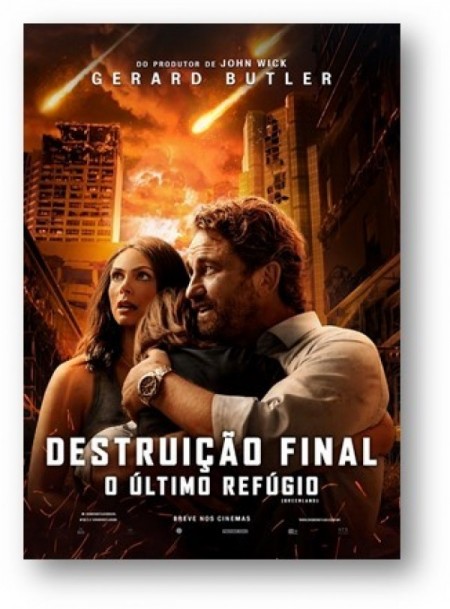 DO PRODUTOR DE JOHN WICK
GERARD BUTLER
DESTRUIÇÃO FINAL
O ÚLTIMO REFÚGIO
(GREENLAND)
BREVE NOS CINEMAS